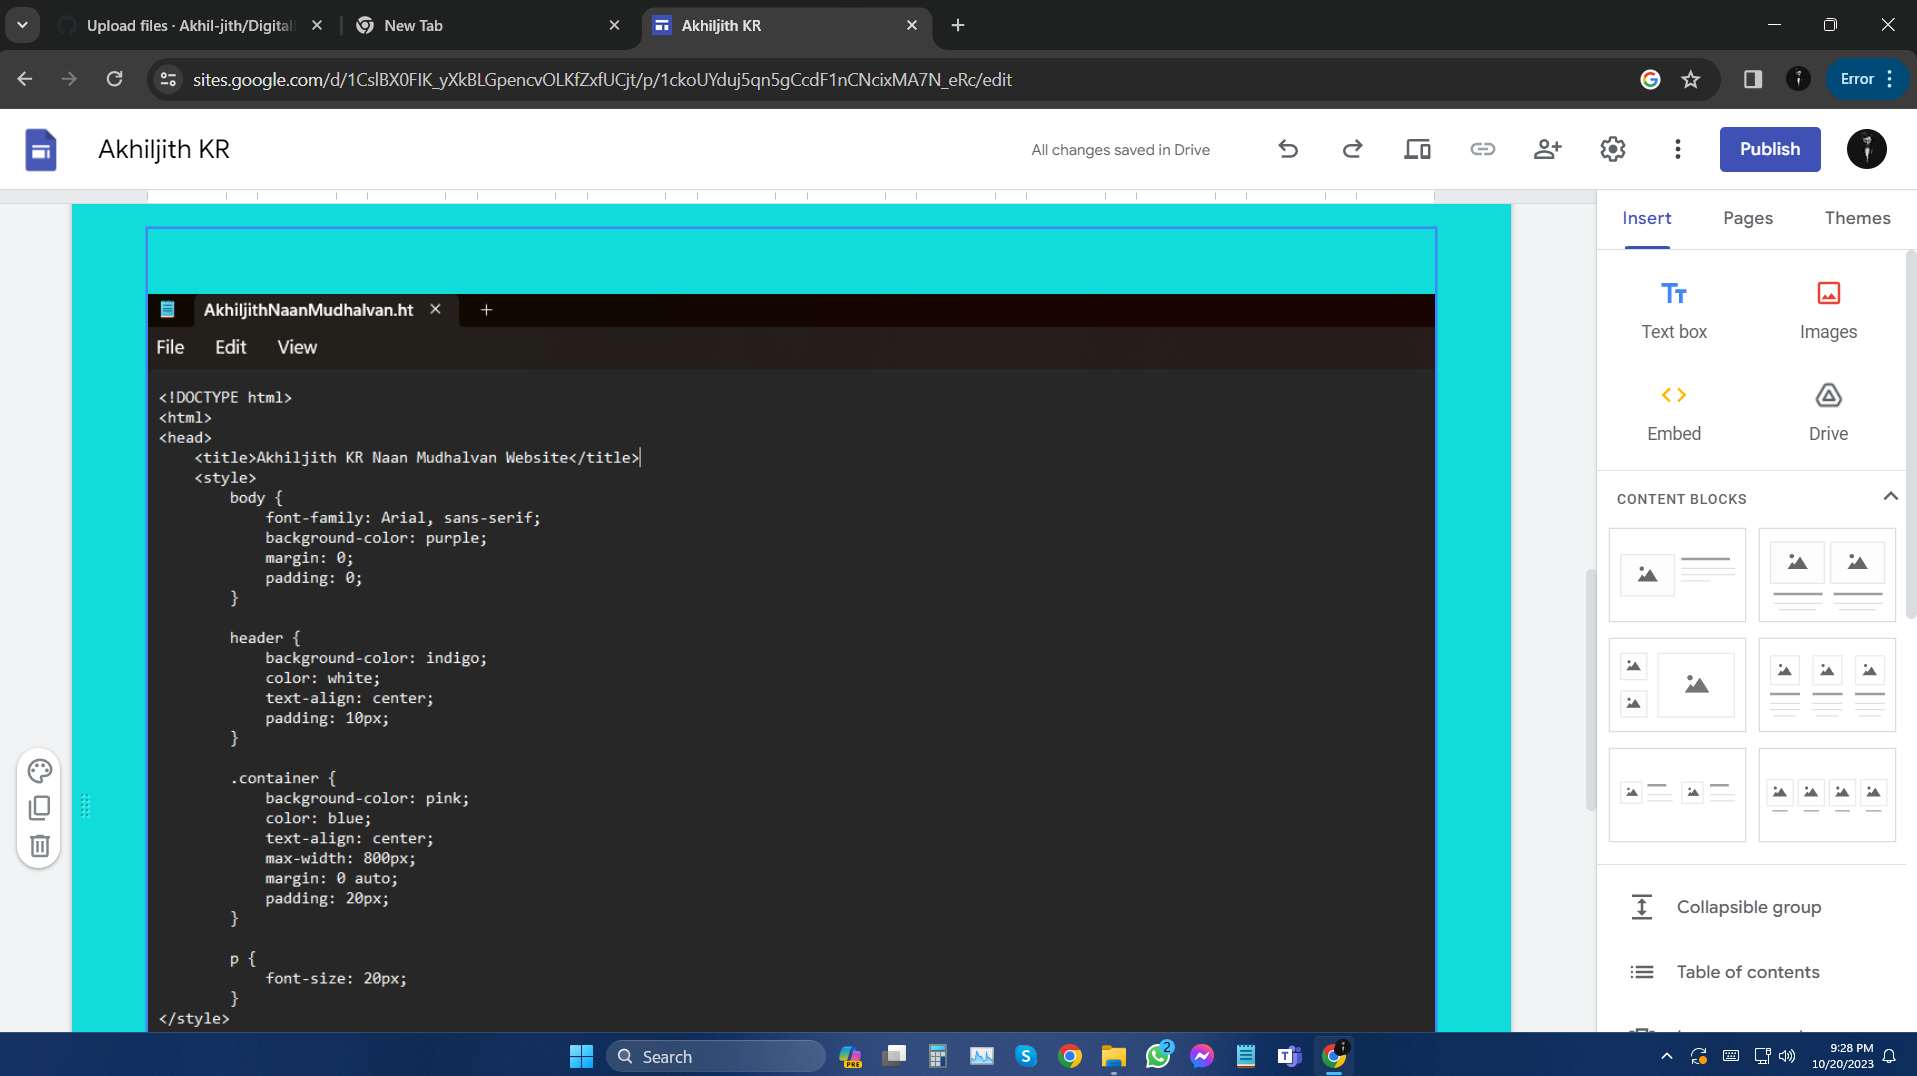 Upload files · Akhil-jith/Digital
New Tab
Akhiljith KR
sites.google.com/d/1CslBX0FIK_yXkBLGpencvOLKfZxfUCjt/p/1ckoUYduj5qn5gCcdF1nCNcixMA7N_eRc/edit
Error
Akhiljith KR
All changes saved in Drive
Publish
Insert
Pages
Themes
Text box
Images
Embed
Drive
CONTENT BLOCKS
Collapsible group
Table of contents
AkhiljithNaanMudhalvan.ht
File Edit View
<!DOCTYPE html>
<html>
<head>
    <title>Akhiljith KR Naan Mudhalvan Website</title>
    <style>
        body {
            font-family: Arial, sans-serif;
            background-color: purple;
            margin: 0;
            padding: 0;
        }
        header {
            background-color: indigo;
            color: white;
            text-align: center;
            padding: 10px;
        }
        .container {
            background-color: pink;
            color: blue;
            text-align: center;
            max-width: 800px;
            margin: 0 auto;
            padding: 20px;
        }
        p {
            font-size: 20px;
        }
</style>
Search
PRE
2
9:28 PM
10/20/2023